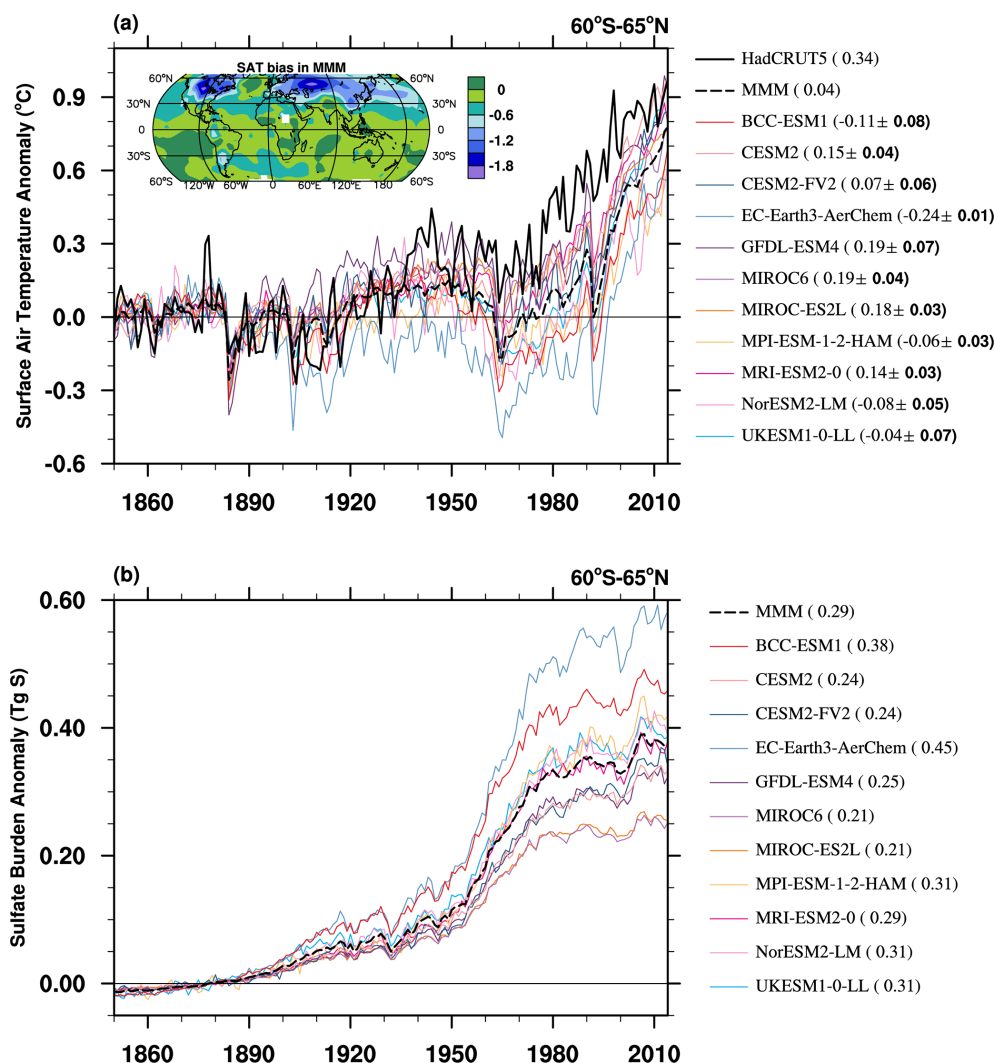 (a)
60°S-65°N
SAT bias in MMM
60°N
60°N
30°N
30°N
0
0
30°S
30°S
60°S
120°W
60°W
0°
60°E
120°E
180°
60°S
0
-0.6
-1.2
-1.8
Surface Air Temperature Anomaly (°C)
0.9
0.6
0.3
0.0
-0.3
-0.6
1860
1890
1920
1950
1980
2010
HadCRUT5 ( 0.34)
MMM ( 0.04)
BCC-ESM1 (-0.11± 0.08)
CESM2 ( 0.15± 0.04)
CESM2-FV2 ( 0.07± 0.06)
EC-Earth3-AerChem (-0.24± 0.01)
GFDL-ESM4 ( 0.19± 0.07)
MIROC6 ( 0.19± 0.04)
MIROC-ES2L ( 0.18± 0.03)
MPI-ESM-1-2-HAM (-0.06± 0.03)
MRI-ESM2-0 ( 0.14± 0.03)
NorESM2-LM (-0.08± 0.05)
UKESM1-0-LL (-0.04± 0.07)
(b)
60°S-65°N
Sulfate Burden Anomaly (Tg S)
0.60
0.40
0.20
0.00
1860
1890
1920
1950
1980
2010
MMM ( 0.29)
BCC-ESM1 ( 0.38)
CESM2 ( 0.24)
CESM2-FV2 ( 0.24)
EC-Earth3-AerChem ( 0.45)
GFDL-ESM4 ( 0.25)
MIROC6 ( 0.21)
MIROC-ES2L ( 0.21)
MPI-ESM-1-2-HAM ( 0.31)
MRI-ESM2-0 ( 0.29)
NorESM2-LM ( 0.31)
UKESM1-0-LL ( 0.31)